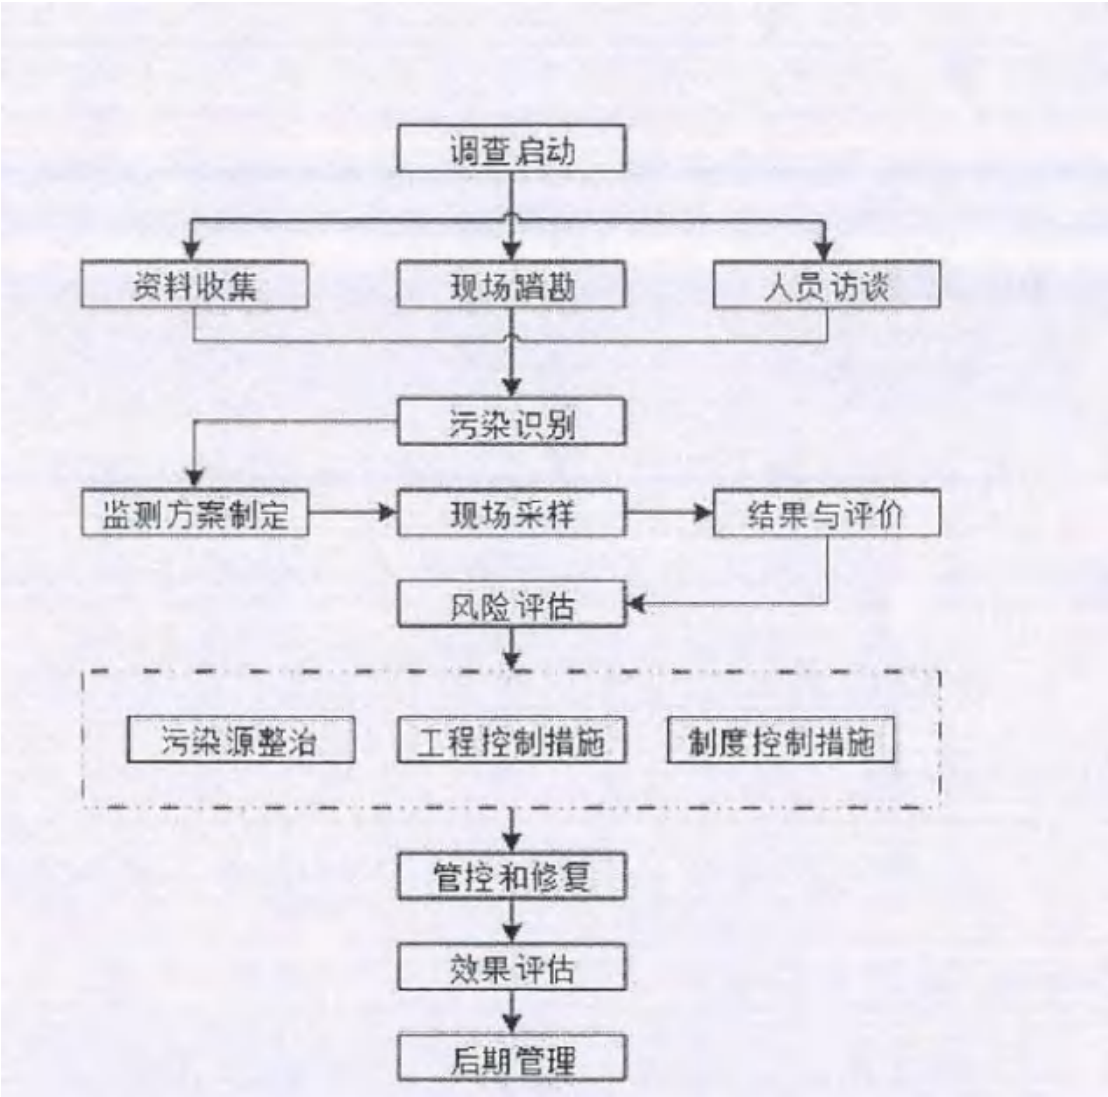 调查启动
资料收集
现场踏勘
人员访谈
污染识别
监测方案制定
现场采样
结果与评价
风险评估
污染源整治
工程控制措施
制度控制措施
管控和修复
效果评估
后期管理